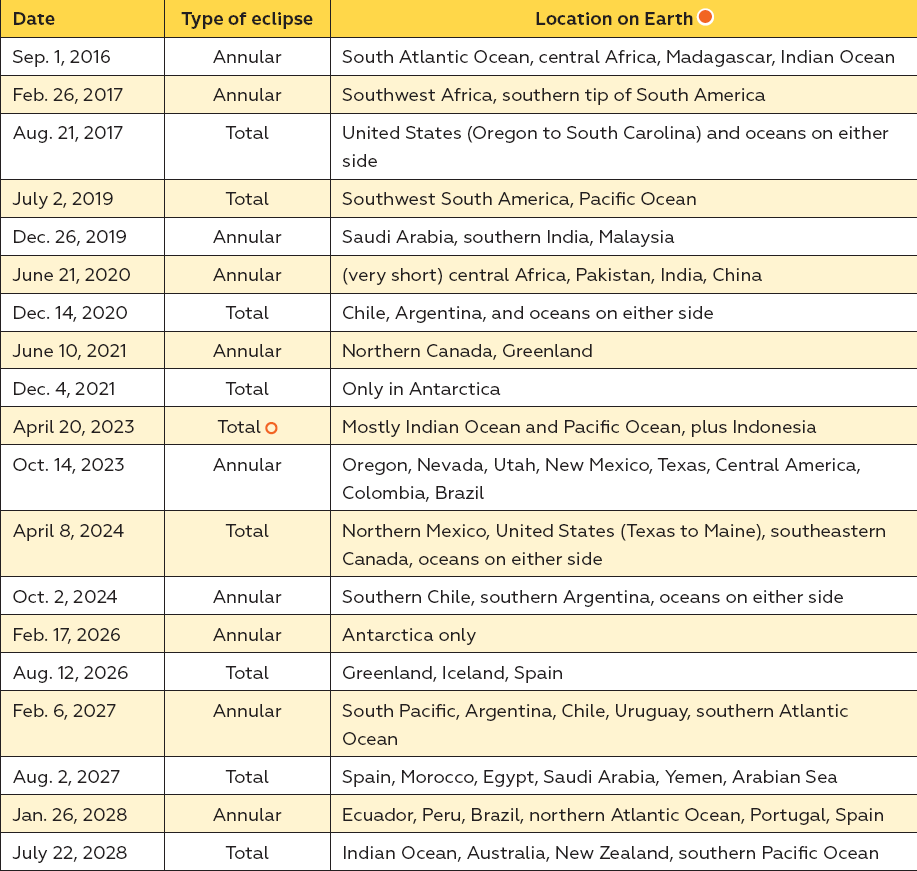 Date Type of eclipse Location on Earth
Sep. 1, 2016 Annular South Atlantic Ocean, central Africa, Madagascar, Indian Ocean
Feb. 26, 2017 Annular Southwest Africa, southern tip of South America
Aug. 21, 2017 Total United States (Oregon to South Carolina) and oceans on either
side
July 2, 2019 Total Southwest South America, Pacific Ocean
Dec. 26, 2019 Annular Saudi Arabia, southern India, Malaysia
June 21, 2020 Annular (very short) central Africa, Pakistan, India, China
Dec. 14, 2020 Total Chile, Argentina, and oceans on either side
June 10, 2021 Annular Northern Canada, Greenland
Dec. 4, 2021 Total Only in Antarctica
April 20, 2023 Total Mostly Indian Ocean and Pacific Ocean, plus Indonesia
Oct. 14, 2023 Annular Oregon, Nevada, Utah, New Mexico, Texas, Central America,
Colombia, Brazil
April 8, 2024 Total Northern Mexico, United States (Texas to Maine), southeastern
Canada, oceans on either side
Oct. 2, 2024 Annular Southern Chile, southern Argentina, oceans on either side
Feb. 17, 2026 Annular Antarctica only
Aug. 12, 2026 Total Greenland, Iceland, Spain
Feb. 6, 2027 Annular South Pacific, Argentina, Chile, Uruguay, southern Atlantic
Ocean
Aug. 2, 2027 Total Spain, Morocco, Egypt, Saudi Arabia, Yemen, Arabian Sea
Jan. 26, 2028 Annular Ecuador, Peru, Brazil, northern Atlantic Ocean, Portugal, Spain
July 22, 2028 Total Indian Ocean, Australia, New Zealand, southern Pacific Ocean